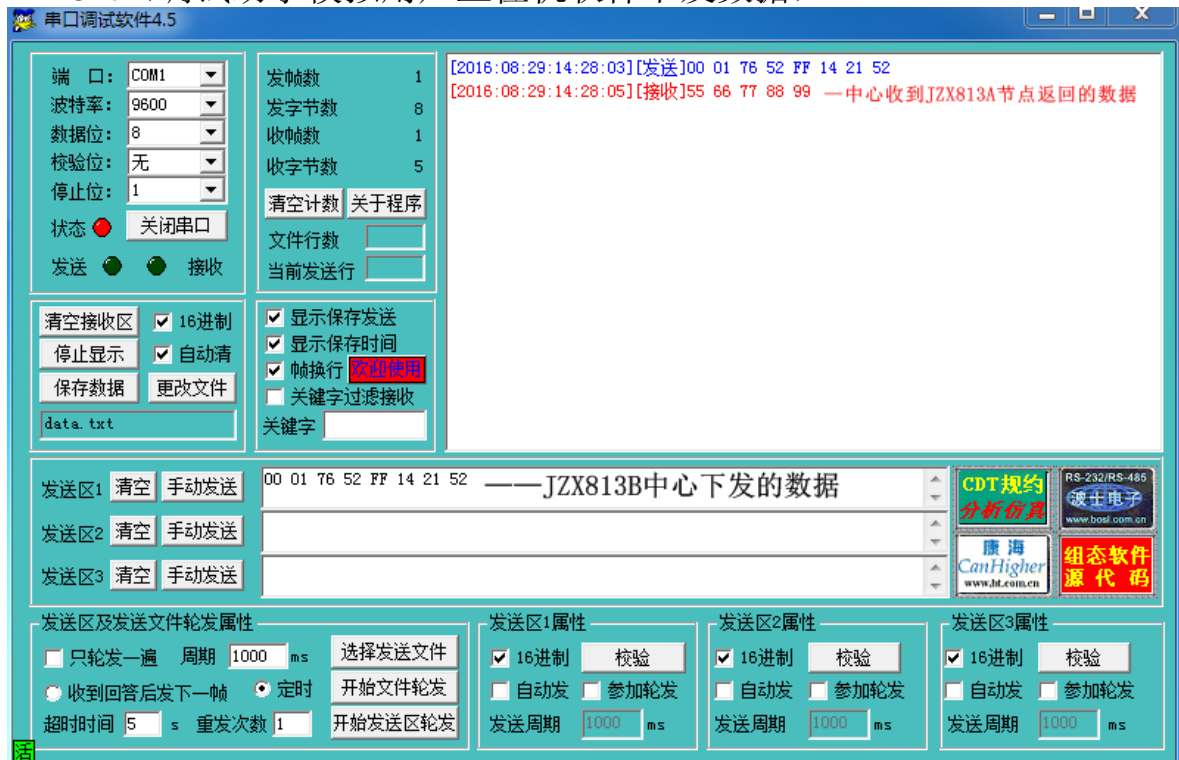 串口调试软件4.5
端 口: COM1
波特率: 9600
数据位: 8
校验位: 无
停止位: 1
状态 关闭串口
发送 接收
发帧数 1
发字节数 8
收帧数 1
收字节数 5
清空计数 关于程序
文件行数
当前发送行
[2016:08:29:14:28:03][发送]00 01 76 52 FF 14 21 52
[2016:08:29:14:28:05][接收]55 66 77 88 99 —中心收到JZX813A节点返回的数据
清空接收区 16进制
停止显示 自动清
保存数据 更改文件
data.txt
显示保存发送
显示保存时间
帧换行 欢迎使用
关键字过滤接收
关键字
发送区1 清空 手动发送 00 01 76 52 FF 14 21 52 ——JZX813B中心下发的数据
发送区2 清空 手动发送
发送区3 清空 手动发送
CDT规约
分析仿真
RS-232/RS-485
波士电子
www.bosi.com.cn
康海
CanHigher
www.ht.com.cn
组态软件
源代码
发送区及发送文件轮发属性
只轮发一遍 周期 1000 ms 选择发送文件
收到回答后发下一帧 定时 开始文件轮发
超时时间 5 s 重发次数 1 开始发送区轮发
发送区1属性
16进制 校验
自动发 参加轮发
发送周期 1000 ms
发送区2属性
16进制 校验
自动发 参加轮发
发送周期 1000 ms
发送区3属性
16进制 校验
自动发 参加轮发
发送周期 1000 ms
活